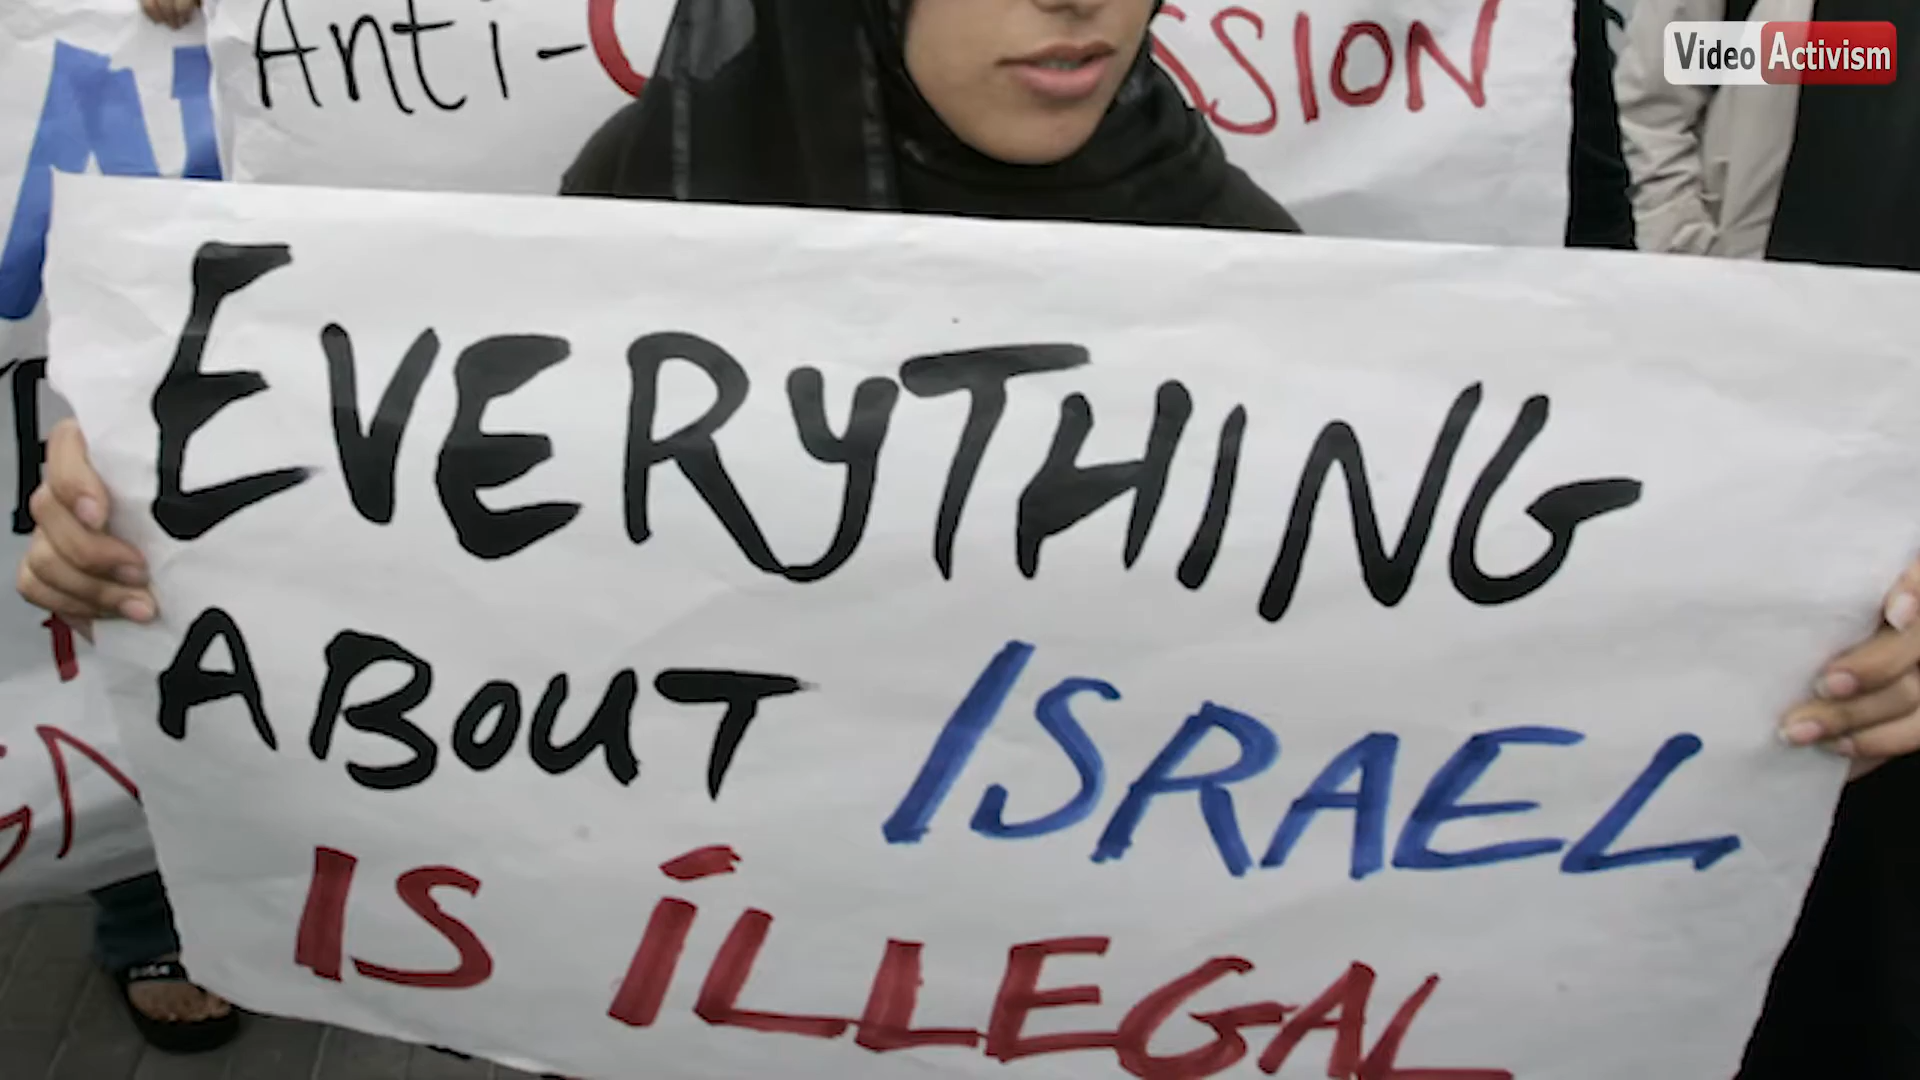 Video Activism
Anti-
SSION
EVERYTHING
ABOUT ISRAEL
IS ILLEGAL